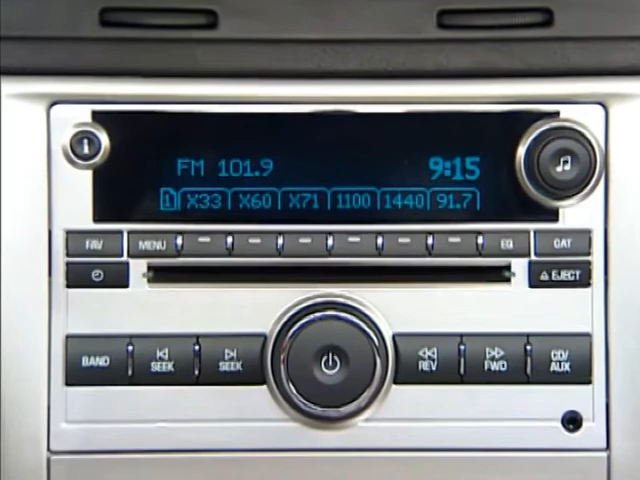 i
FM 101.9 9:15
1 X33 X60 X71 1100 1440 91.7
FAV MENU EQ CAT
EJECT
BAND SEEK SEEK REV FWD CD/
AUX